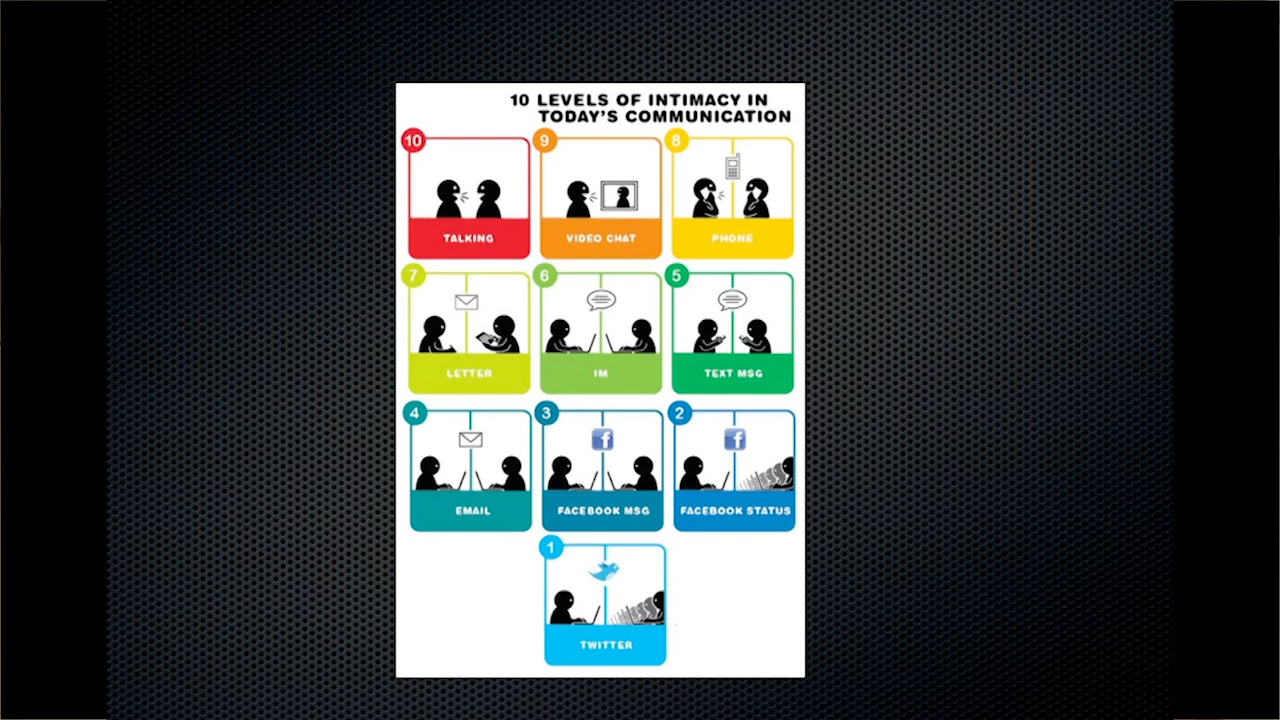 10 LEVELS OF INTIMACY IN
TODAY'S COMMUNICATION
10
9
8
TALKING
VIDEO CHAT
PHONE
7
6
5
LETTER
IM
TEXT MSG
4
3
2
f
f
EMAIL
FACEBOOK MSG
FACEBOOK STATUS
1
TWITTER